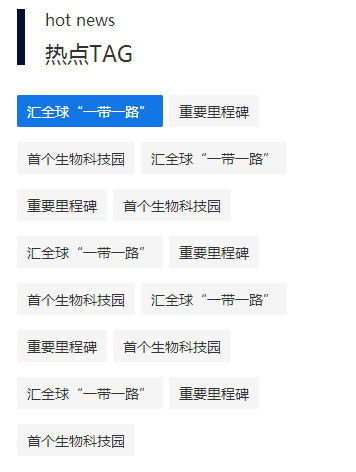 hot news
热点TAG
汇全球“一带一路” 重要里程碑
首个生物科技园 汇全球“一带一路”
重要里程碑 首个生物科技园
汇全球“一带一路” 重要里程碑
首个生物科技园 汇全球“一带一路”
重要里程碑 首个生物科技园
汇全球“一带一路” 重要里程碑
首个生物科技园